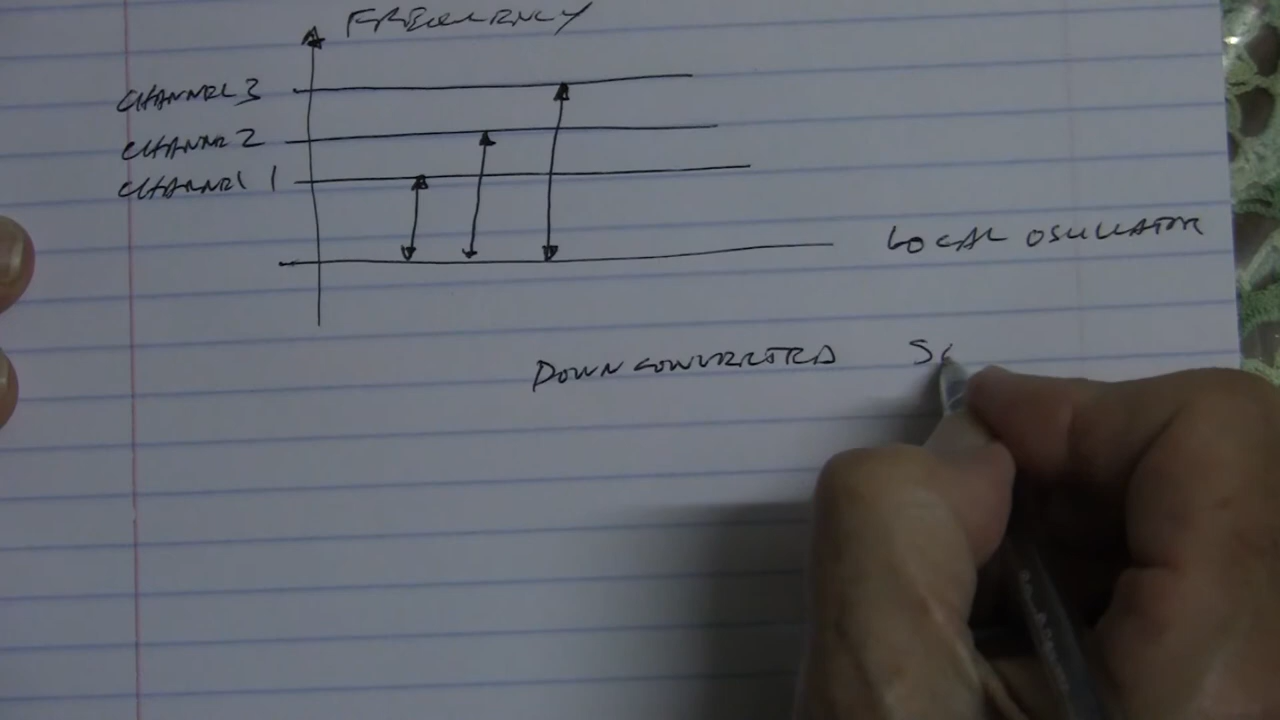 FREQUENCY
CHANNEL 3
CHANNEL 2
CHANNEL 1
LOCAL OSCILLATOR
DOWN CONVERTED S